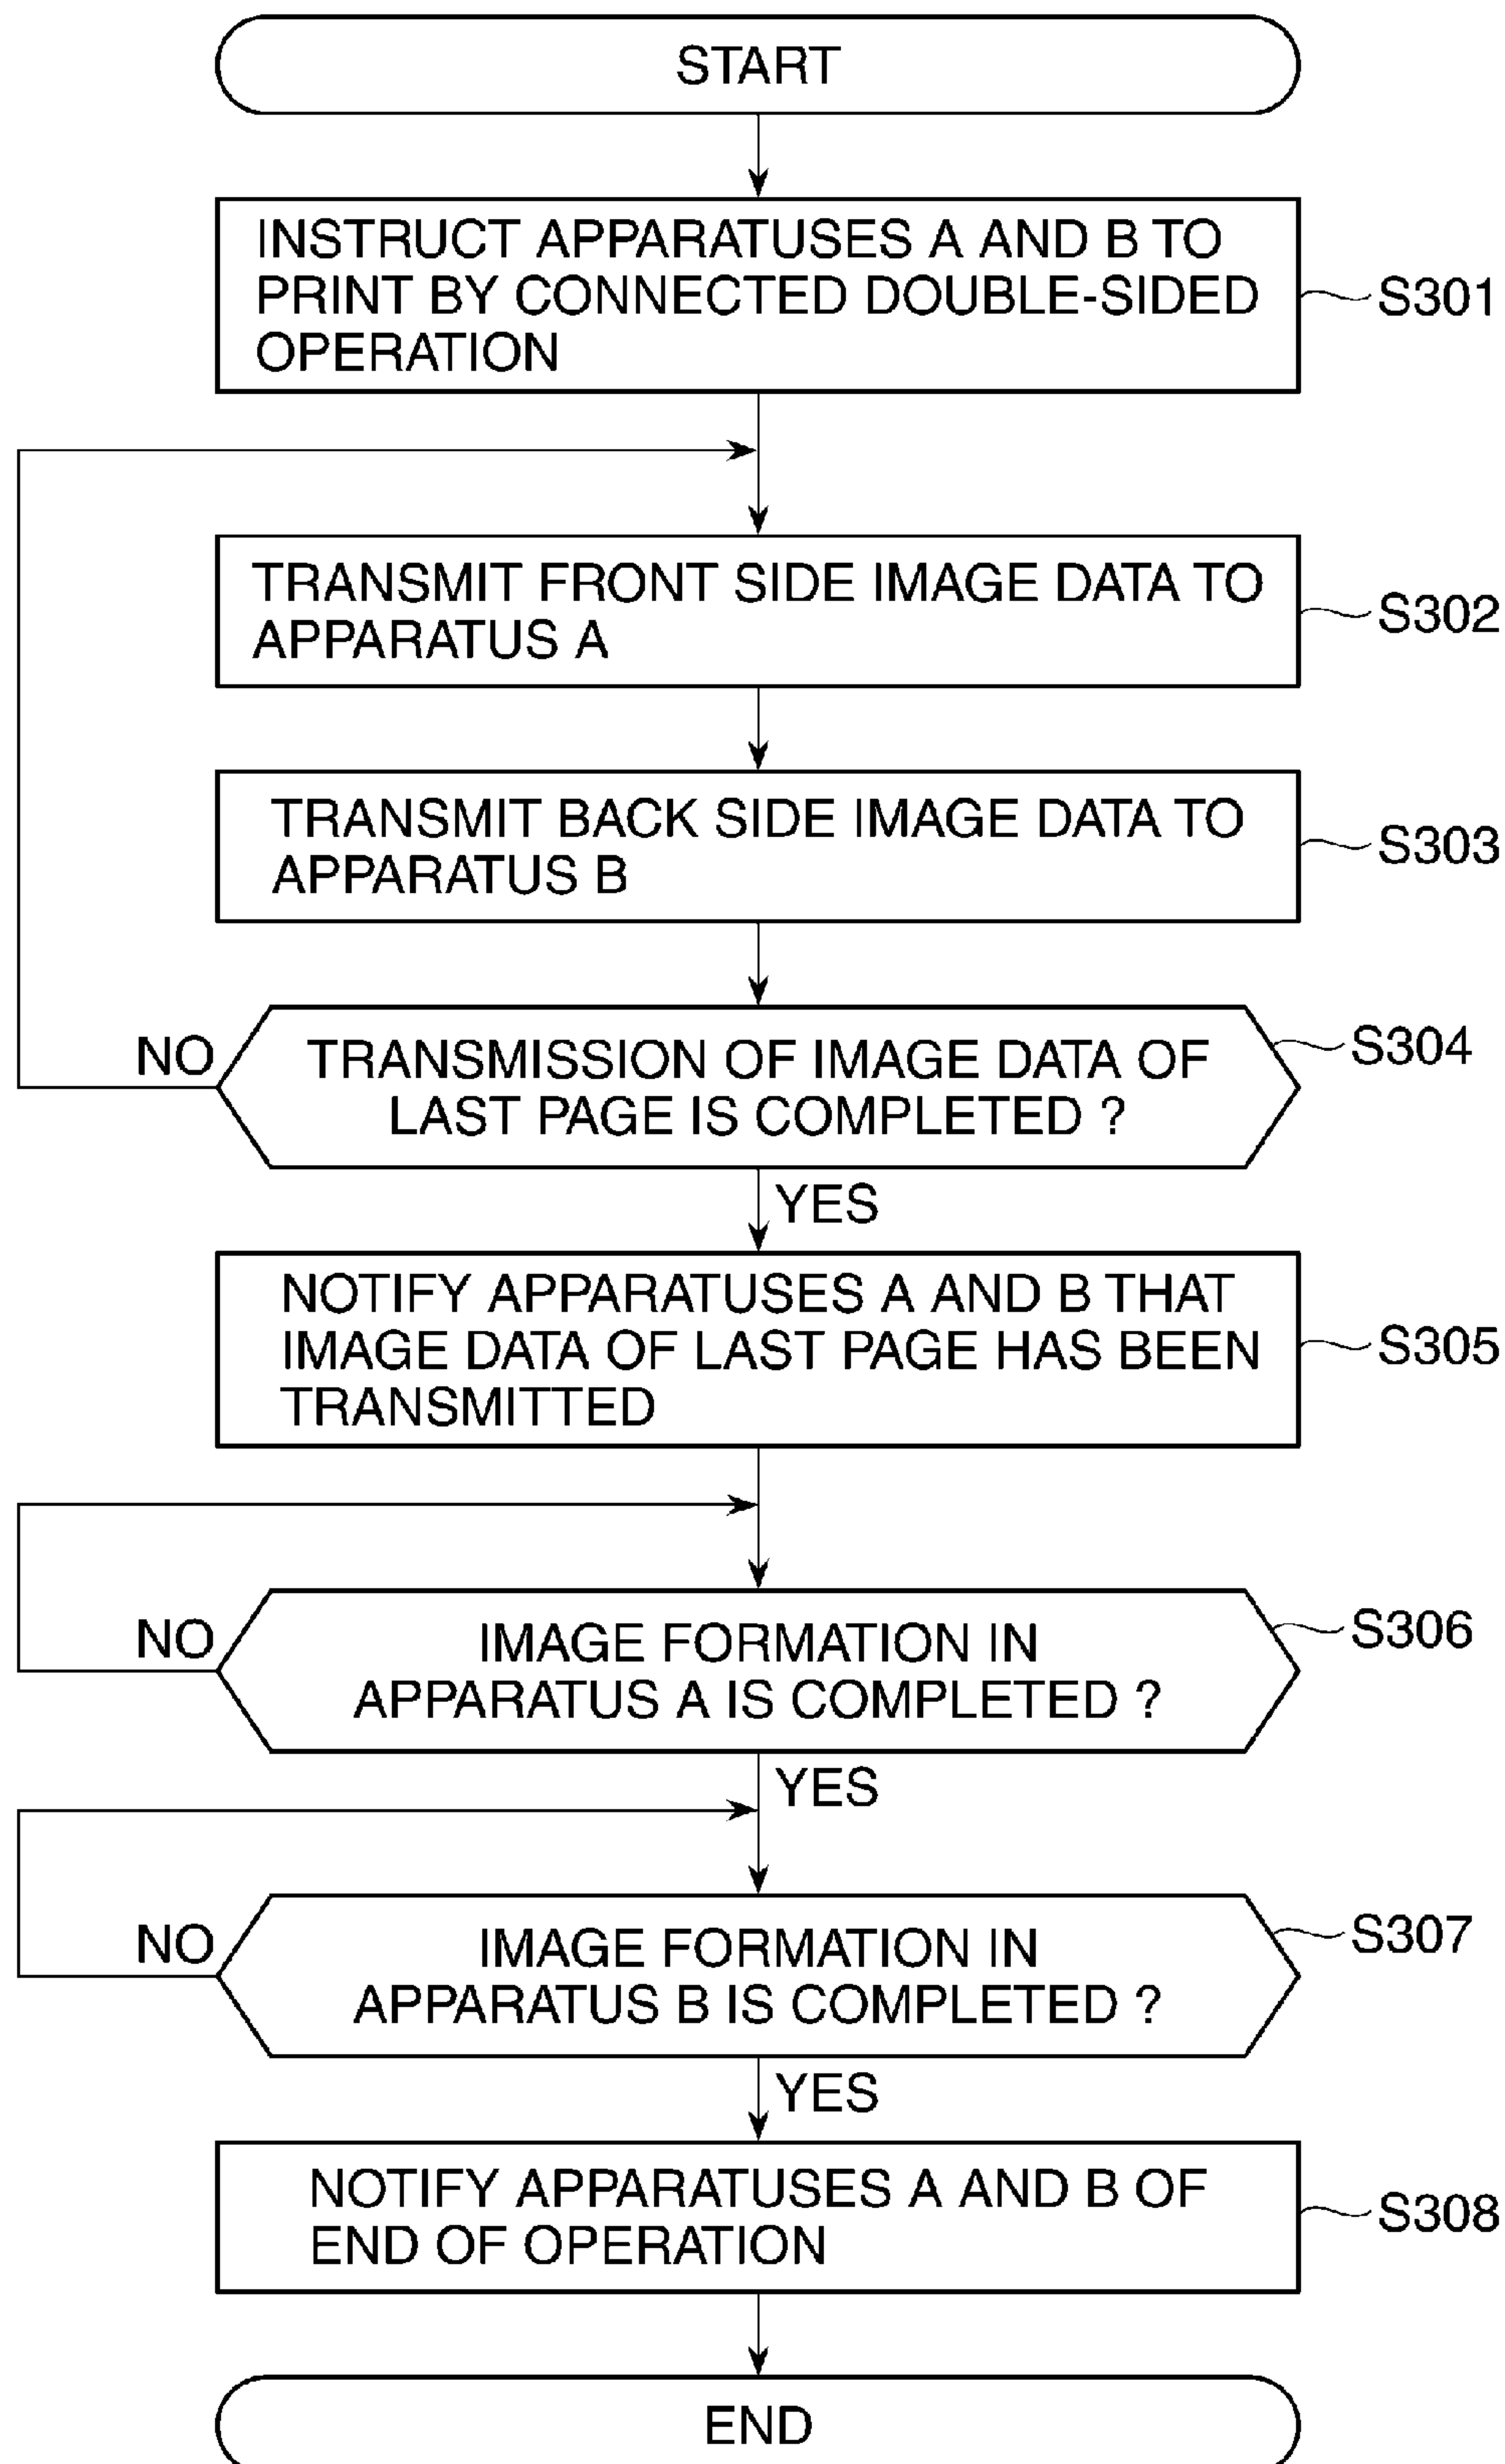 START
INSTRUCT APPARATUSES A AND B TO
PRINT BY CONNECTED DOUBLE-SIDED
OPERATION
S301
TRANSMIT FRONT SIDE IMAGE DATA TO
APPARATUS A
S302
TRANSMIT BACK SIDE IMAGE DATA TO
APPARATUS B
S303
NO
TRANSMISSION OF IMAGE DATA OF
LAST PAGE IS COMPLETED ?
S304
YES
NOTIFY APPARATUSES A AND B THAT
IMAGE DATA OF LAST PAGE HAS BEEN
TRANSMITTED
S305
NO
IMAGE FORMATION IN
APPARATUS A IS COMPLETED ?
S306
YES
NO
IMAGE FORMATION IN
APPARATUS B IS COMPLETED ?
S307
YES
NOTIFY APPARATUSES A AND B OF
END OF OPERATION
S308
END